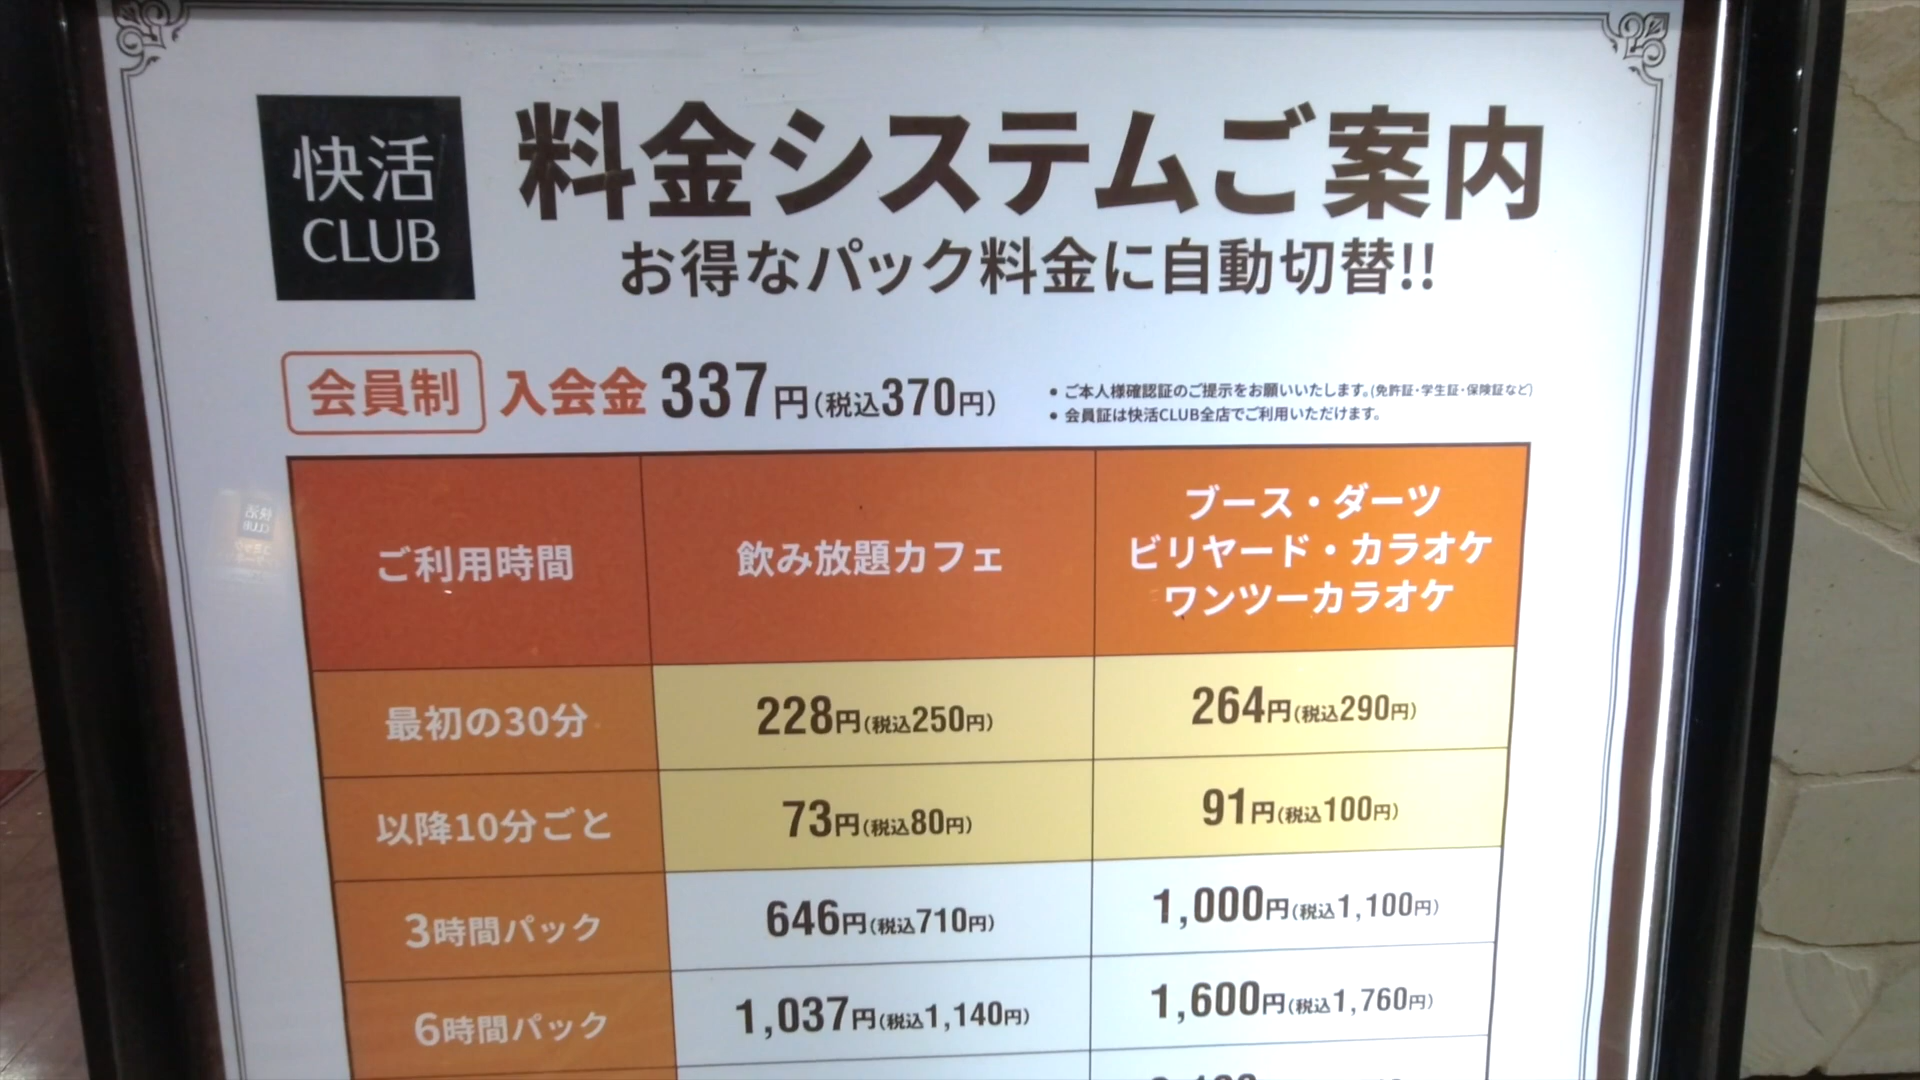 快活
CLUB
料金システムご案内
お得なパック料金に自動切替!!
会員制 入会金 337円(税込370円)
● ご本人様確認証のご提示をお願いいたします。(免許証・学生証・保険証など)
● 会員証は快活CLUB全店でご利用いただけます。
ご利用時間 飲み放題カフェ ブース・ダーツ
ビリヤード・カラオケ
ワンツーカラオケ
最初の30分 228円(税込250円) 264円(税込290円)
以降10分ごと 73円(税込80円) 91円(税込100円)
3時間パック 646円(税込710円) 1,000円(税込1,100円)
6時間パック 1,037円(税込1,140円) 1,600円(税込1,760円)